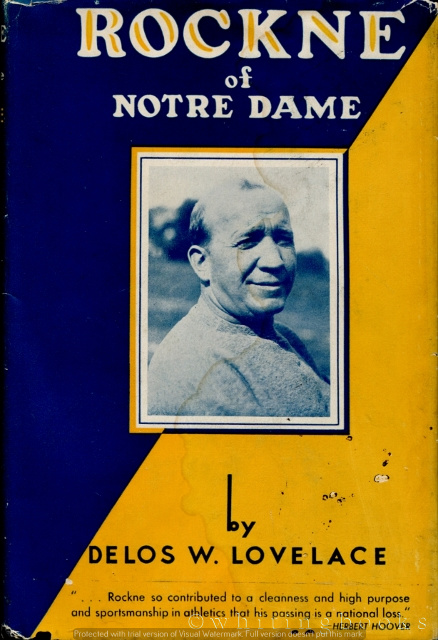 ROCKNE
of
NOTRE DAME
by
DELOS W. LOVELACE
". . . Rockne so contributed to a cleanness and high purpose
and sportsmanship in athletics that his passing is a national loss."
©whitingbooks
HERBERT HOOVER
Protected with trial version of Visual Watermark. Full version doesn't put this mark.